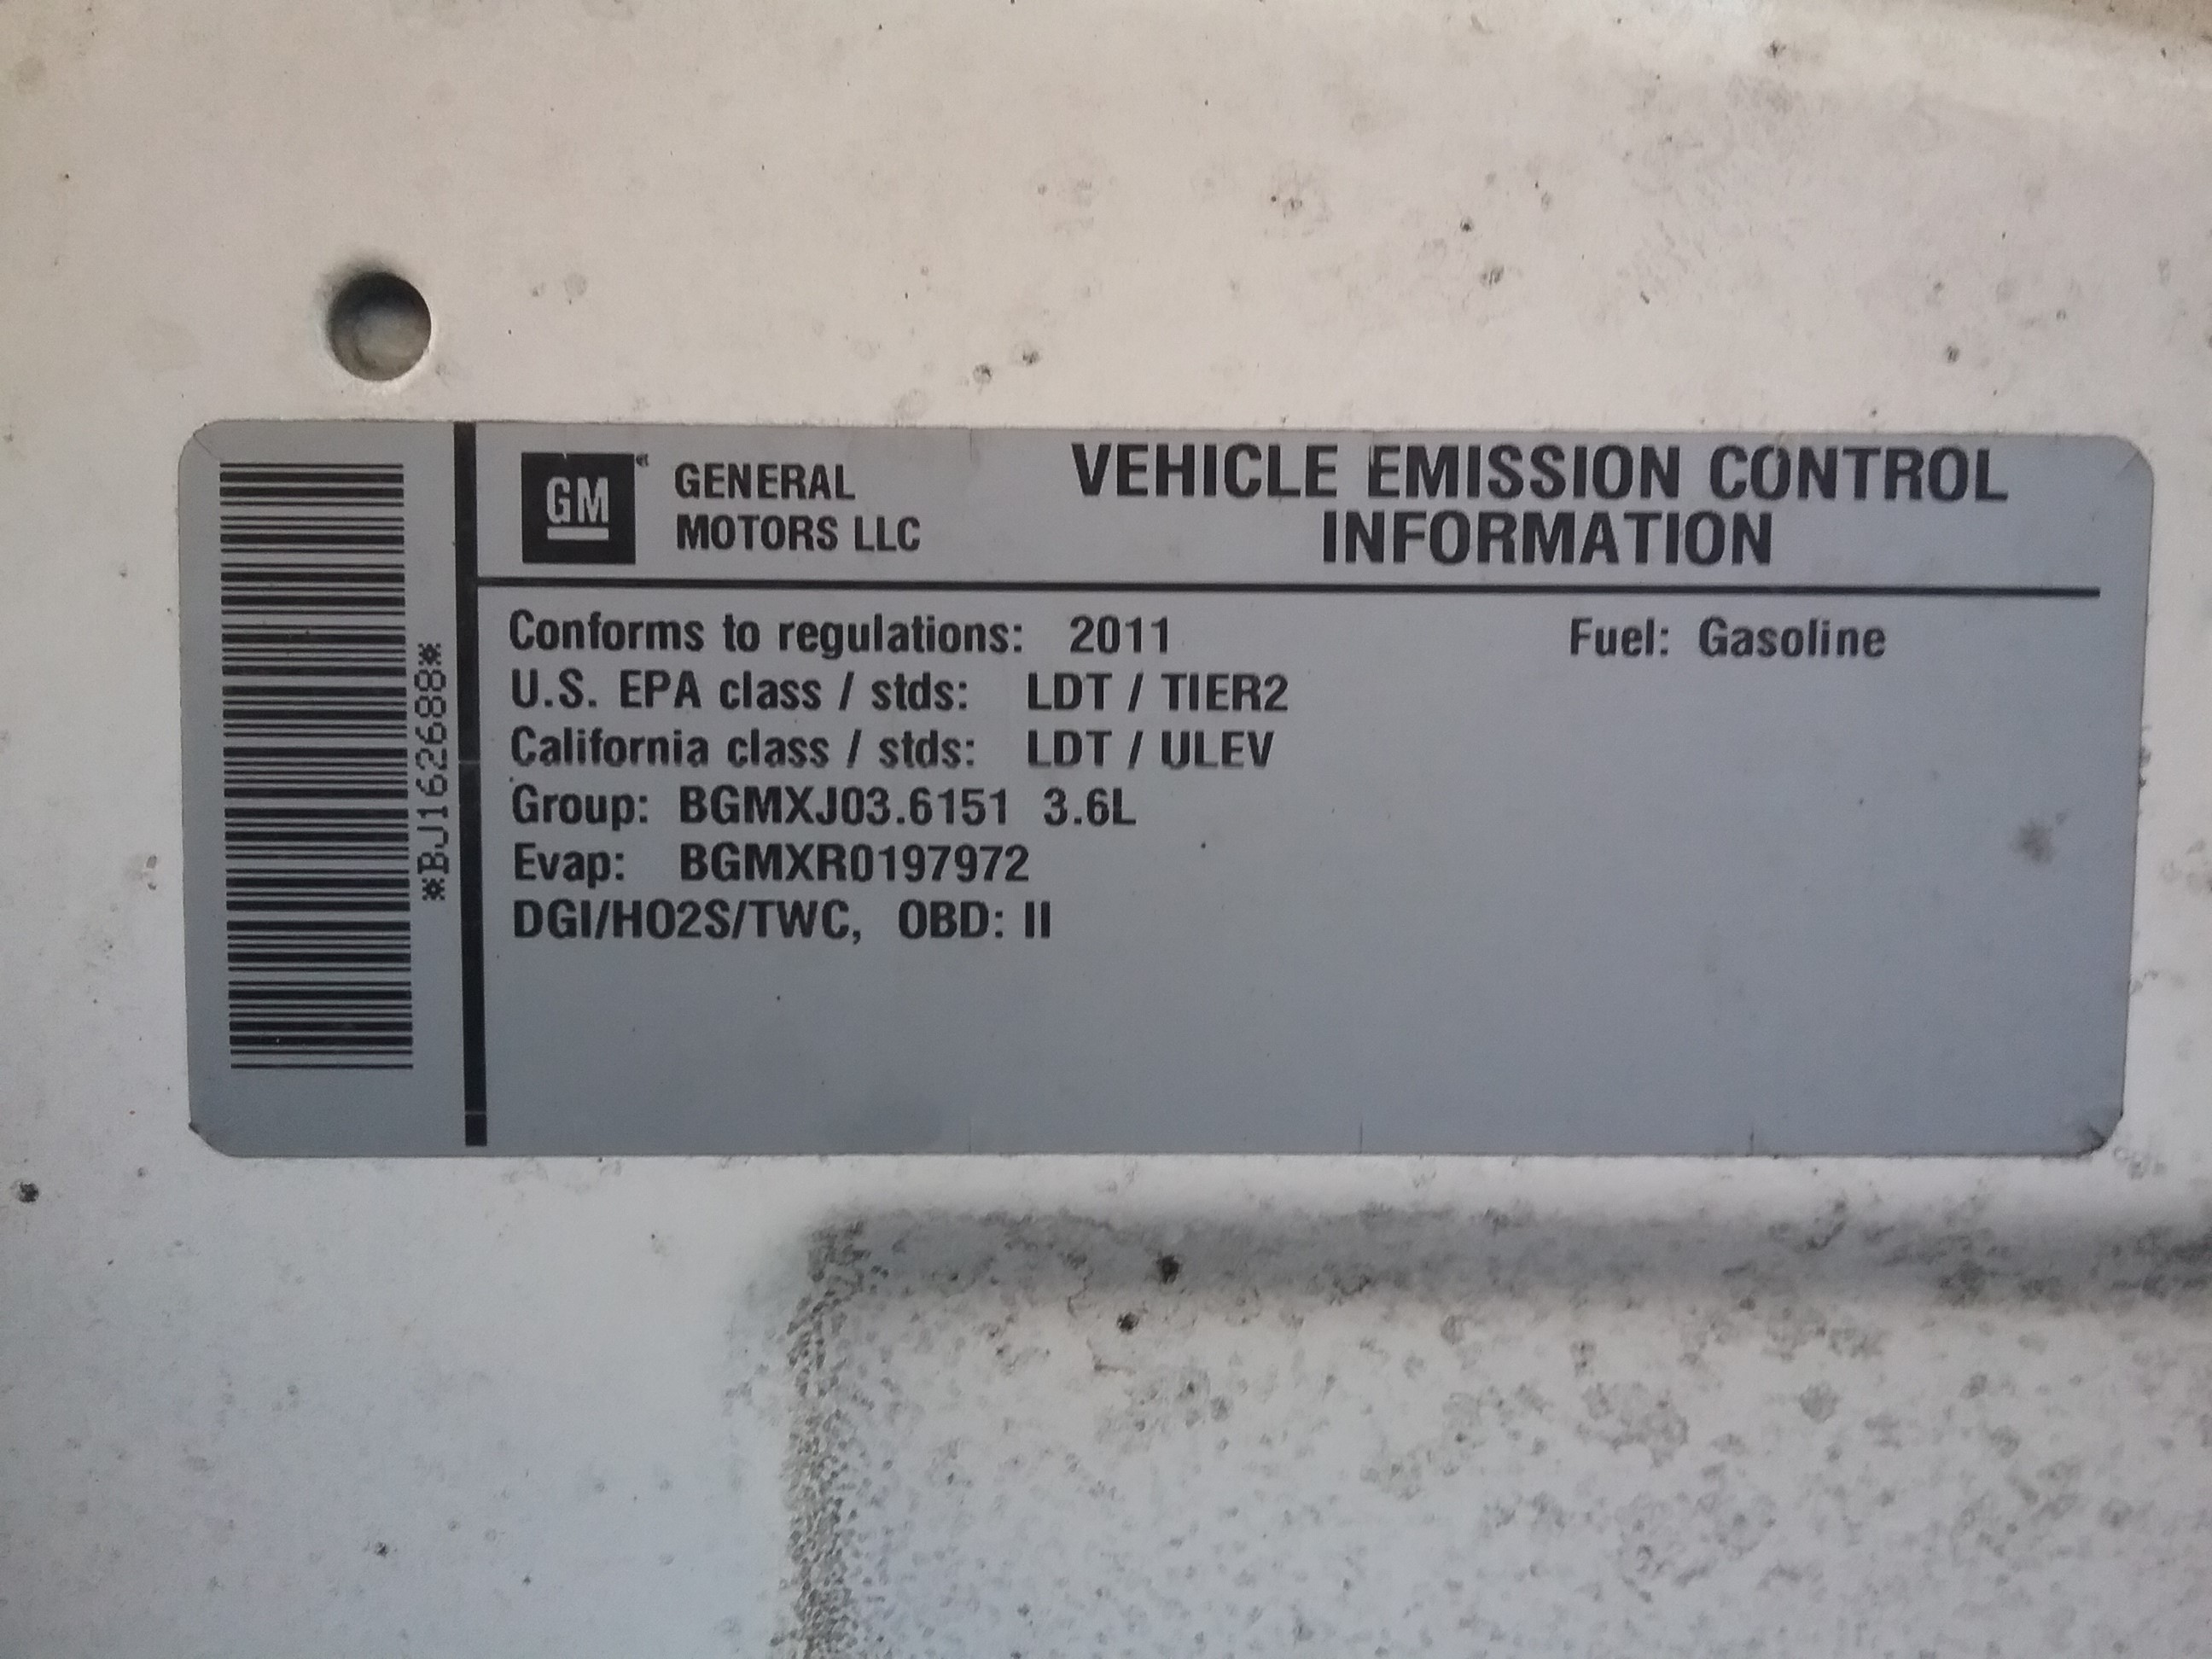 *BJ162688*
GM
GENERAL
MOTORS LLC
VEHICLE EMISSION CONTROL
INFORMATION
Conforms to regulations: 2011 Fuel: Gasoline
U.S. EPA class / stds: LDT / TIER2
California class / stds: LDT / ULEV
Group: BGMXJ03.6151 3.6L
Evap: BGMXR0197972
DGI/HO2S/TWC, OBD: II